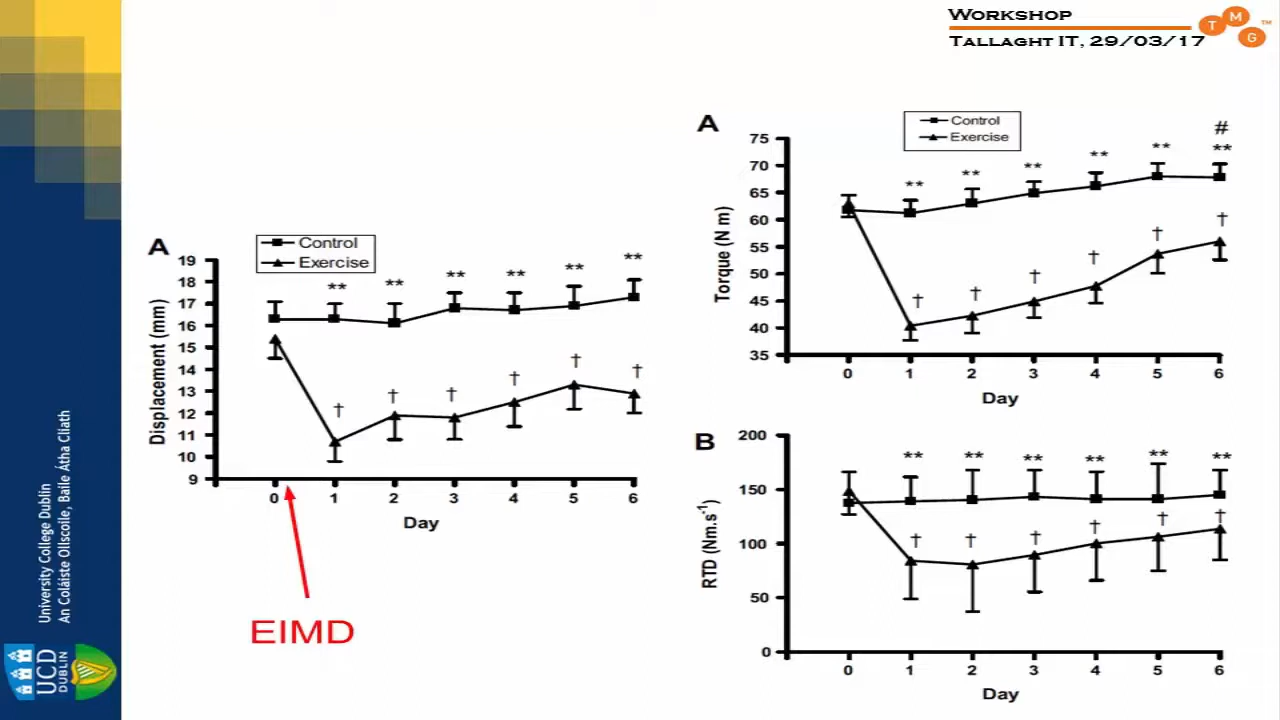 WORKSHOP
TALLAGHT IT, 29/03/17
T M G ™
A
Control
Exercise
19
18
17
16
15
14
13
12
11
10
9
Displacement (mm)
** ** ** ** ** **
† † † † † †
0 1 2 3 4 5 6
Day
EIMD
A
Control
Exercise
75
70
65
60
55
50
45
40
35
Torque (N m)
#
** ** ** ** ** **
† † † † † †
0 1 2 3 4 5 6
Day
B
200
150
100
50
0
RTD (Nm.s⁻¹)
** ** ** ** ** **
† † † † † †
0 1 2 3 4 5 6
Day
University College Dublin
An Coláiste Ollscoile, Baile Átha Cliath
UCD
DUBLIN